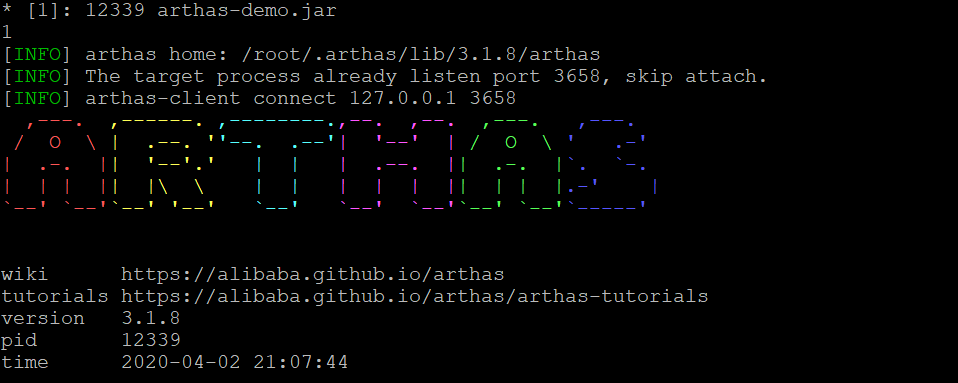 * [1]: 12339 arthas-demo.jar
1
[INFO] arthas home: /root/.arthas/lib/3.1.8/arthas
[INFO] The target process already listen port 3658, skip attach.
[INFO] arthas-client connect 127.0.0.1 3658
ARTHAS
wiki https://alibaba.github.io/arthas
tutorials https://alibaba.github.io/arthas/arthas-tutorials
version 3.1.8
pid 12339
time 2020-04-02 21:07:44